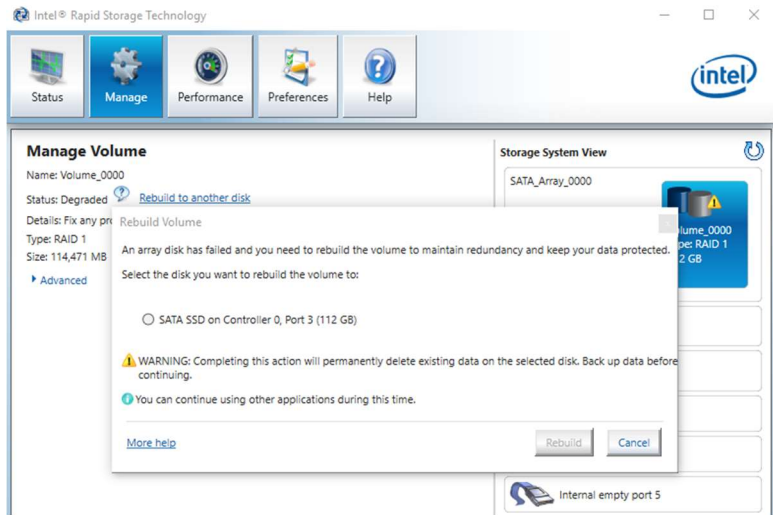 Intel® Rapid Storage Technology
Status
Manage
Performance
Preferences
Help
intel
Manage Volume
Name: Volume_0000
Status: Degraded
Rebuild to another disk
Details: Fix any
Type: RAID 1
Size: 114,471 MB
Advanced
Storage System View
SATA_Array_0000
RAID 1
2 GB
Rebuild Volume
An array disk has failed and you need to rebuild the volume to maintain redundancy and keep your data protected.
Select the disk you want to rebuild the volume to:
SATA SSD on Controller 0, Port 3 (112 GB)
WARNING: Completing this action will permanently delete existing data on the selected disk. Back up data before
continuing.
You can continue using other applications during this time.
More help
Rebuild
Cancel
Internal empty port 5